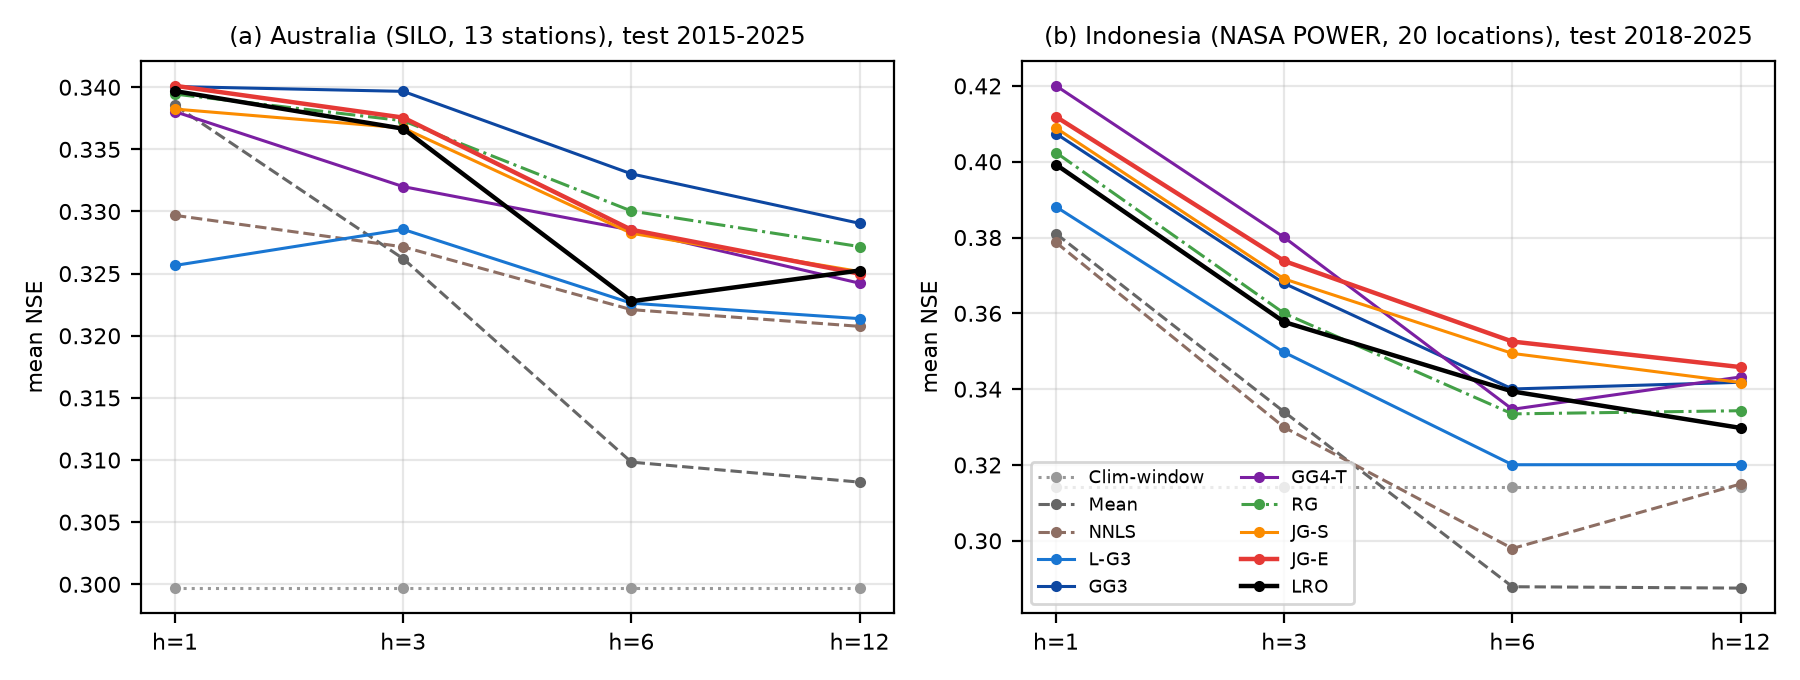 (a) Australia (SILO, 13 stations), test 2015-2025
mean NSE
0.340
0.335
0.330
0.325
0.320
0.315
0.310
0.305
0.300
h=1
h=3
h=6
h=12
(b) Indonesia (NASA POWER, 20 locations), test 2018-2025
mean NSE
0.42
0.40
0.38
0.36
0.34
0.32
0.30
Clim-window
Mean
NNLS
L-G3
GG3
GG4-T
RG
JG-S
JG-E
LRO
h=1
h=3
h=6
h=12